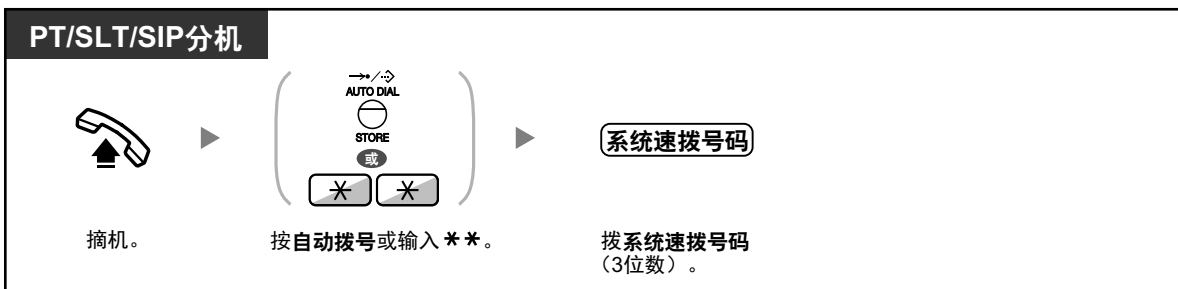 PT/SLT/SIP分机
AUTO DIAL
STORE
或
系统速拨号码
摘机。
按自动拨号或输入＊＊。
拨系统速拨号码
（3位数）。